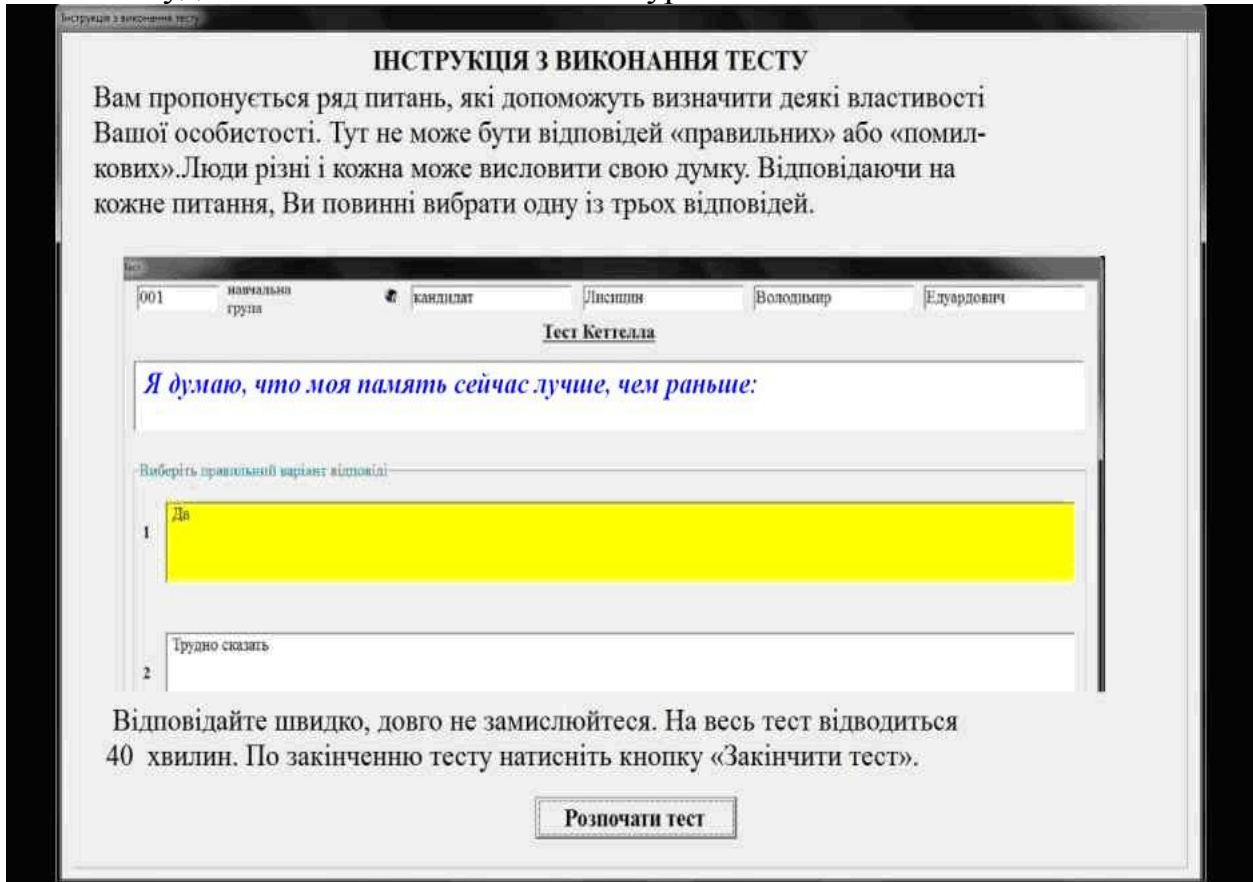 Інструкція з виконання тесту
ІНСТРУКЦІЯ З ВИКОНАННЯ ТЕСТУ
Вам пропонується ряд питань, які допоможуть визначити деякі властивості
Вашої особистості. Тут не може бути відповідей «правильних» або «помил-
кових».Люди різні і кожна може висловити свою думку. Відповідаючи на
кожне питання, Ви повинні вибрати одну із трьох відповідей.
Тест
001 навчальна група кандидат Лисицин Володимир Едуардович
Тест Кеттелла
Я думаю, что моя память сейчас лучше, чем раньше:
Виберіть правильний варіант відповіді
1 Да
2 Трудно сказать
Відповідайте швидко, довго не замислюйтеся. На весь тест відводиться
40 хвилин. По закінченню тесту натисніть кнопку «Закінчити тест».
Розпочати тест